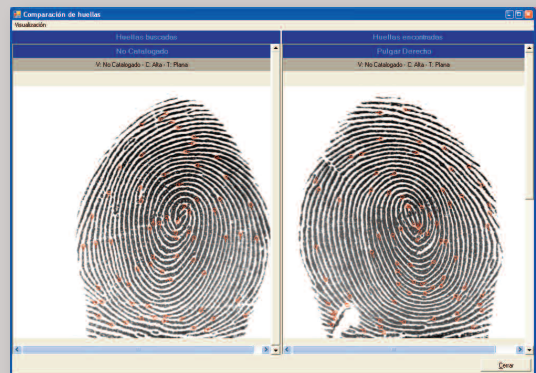 Comparación de huellas
Visualización
Huellas buscadas
Huellas encontradas
No Catalogado
Pulgar Derecho
V: No Catalogado - C: Alta - T: Plana
V: No Catalogado - C: Alta - T: Plana
Cerrar